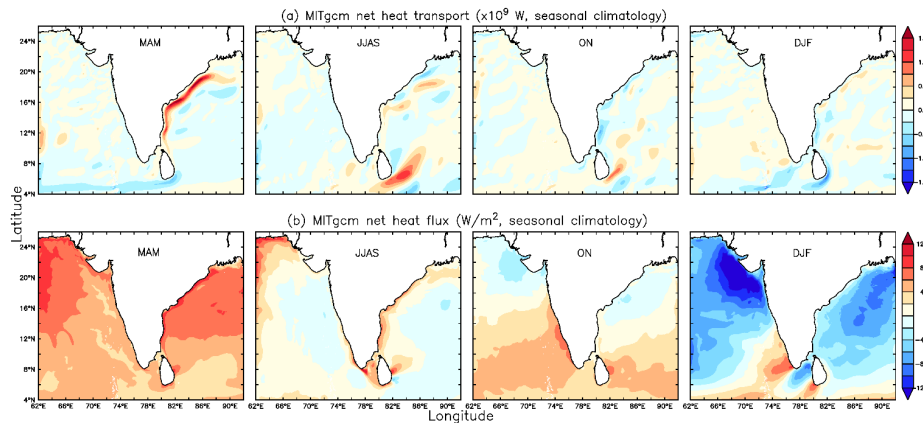 (a) MITgcm net heat transport (x10⁹ W, seasonal climatology)
MAM JJAS ON DJF
24°N
20°N
16°N
12°N
8°N
4°N
Latitude
(b) MITgcm net heat flux (W/m², seasonal climatology)
MAM JJAS ON DJF
24°N
20°N
16°N
12°N
8°N
4°N
62°E 66°E 70°E 74°E 78°E 82°E 86°E 90°E 62°E 66°E 70°E 74°E 78°E 82°E 86°E 90°E 62°E 66°E 70°E 74°E 78°E 82°E 86°E 90°E 62°E 66°E 70°E 74°E 78°E 82°E 86°E 90°E
Longitude